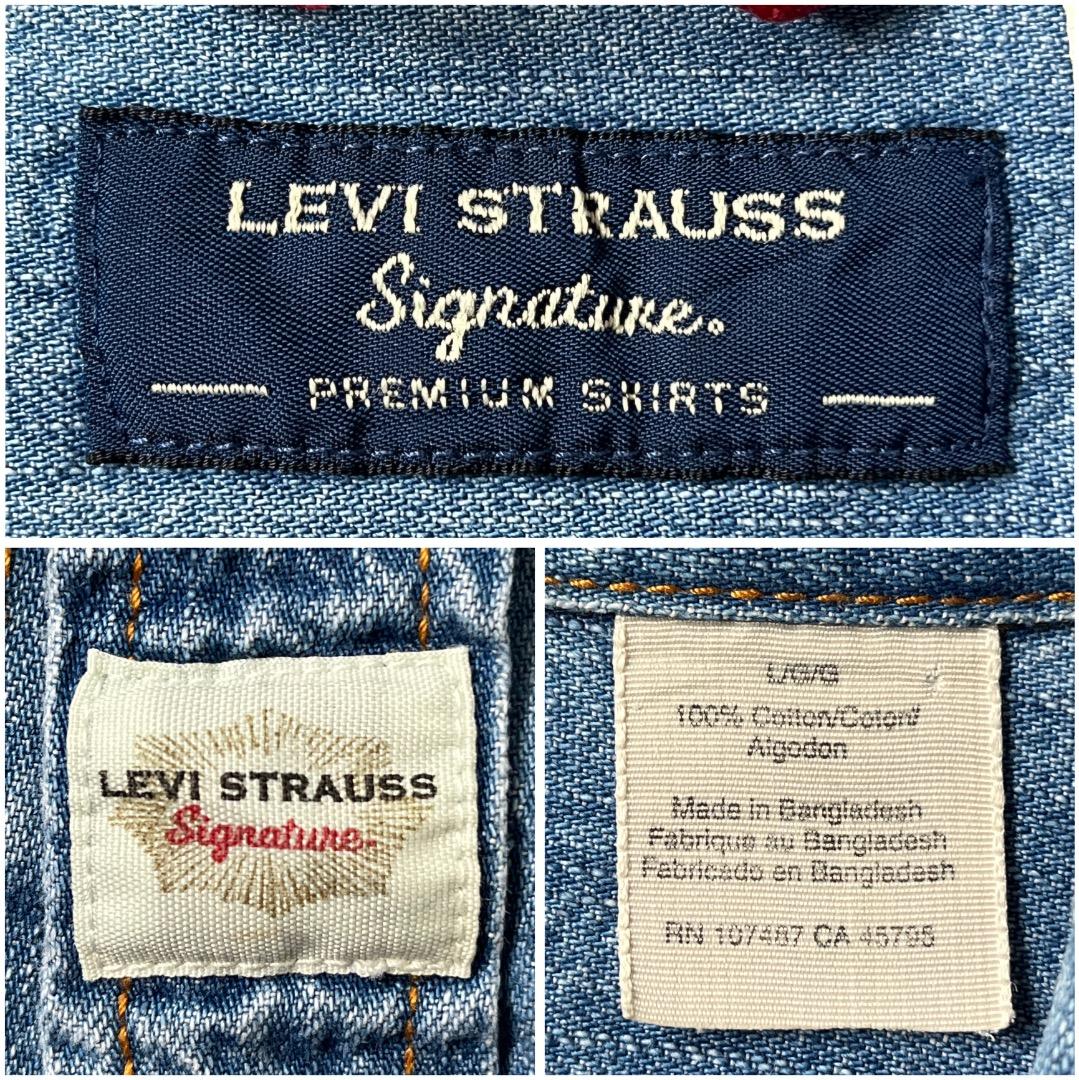 LEVI STRAUSS
Signature.
PREMIUM SHIRTS
LEVI STRAUSS
Signature.
L/G/G
100% Cotton/Coton/
Algodon
Made in Bangladesh
Fabrique au Bangladesh
Fabricado en Bangladesh
RN 107487 CA 45795